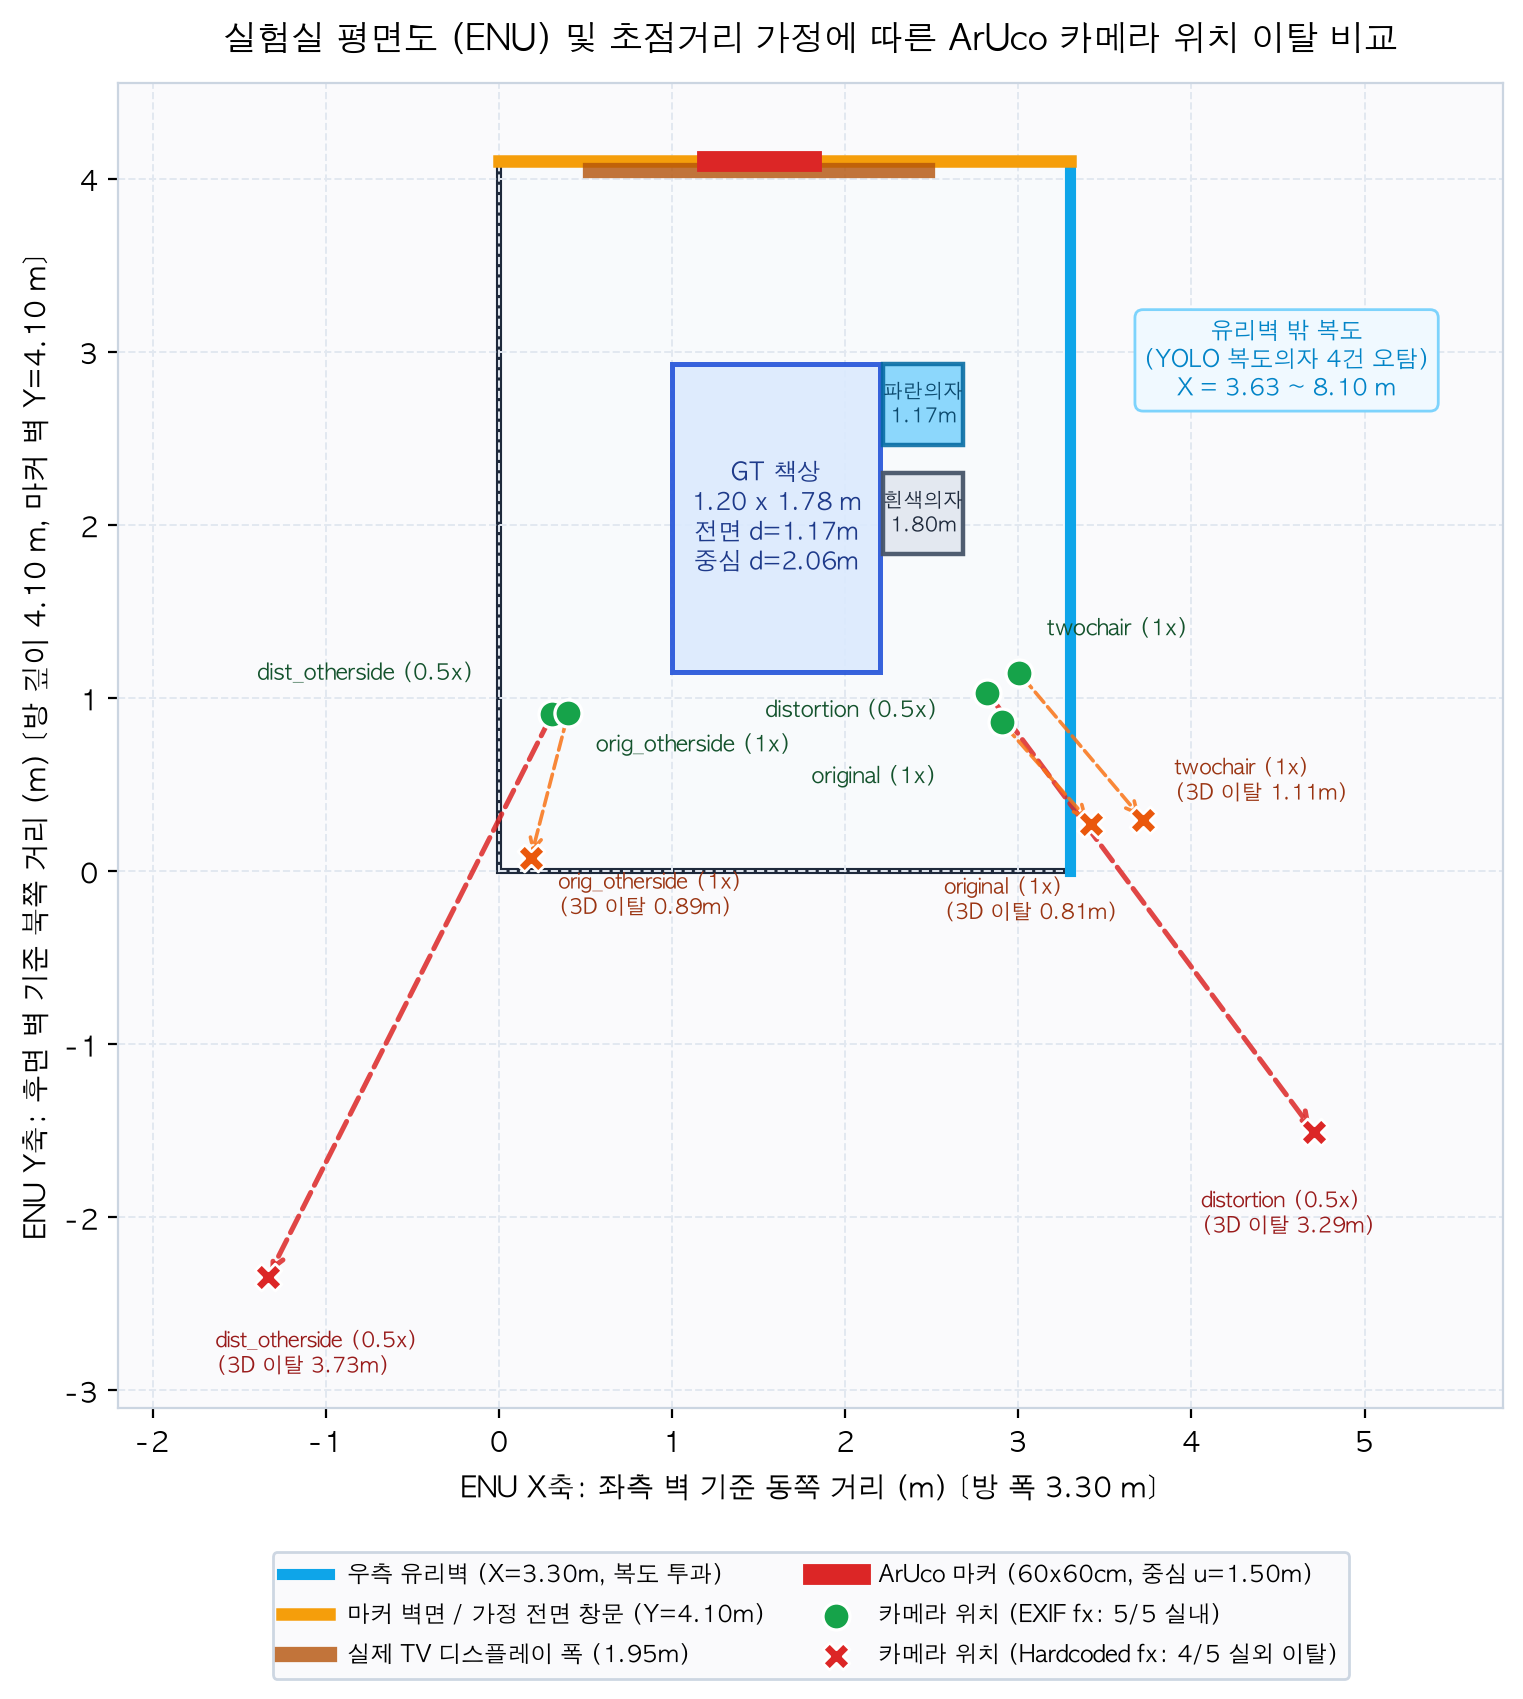 실험실 평면도 (ENU) 및 초점거리 가정에 따른 ArUco 카메라 위치 이탈 비교
ENU Y축: 후면 벽 기준 북쪽 거리 (m) [방 깊이 4.10 m, 마커 벽 Y=4.10 m]
4
3
2
1
0
-1
-2
-3
유리벽 밖 복도
(YOLO 복도의자 4건 오탐)
X = 3.63 ~ 8.10 m
파란의자
1.17m
GT 책상
1.20 x 1.78 m
전면 d=1.17m
중심 d=2.06m
흰색의자
1.80m
twochair (1x)
dist_otherside (0.5x)
distortion (0.5x)
orig_otherside (1x)
original (1x)
twochair (1x)
(3D 이탈 1.11m)
orig_otherside (1x)
(3D 이탈 0.89m)
original (1x)
(3D 이탈 0.81m)
distortion (0.5x)
(3D 이탈 3.29m)
dist_otherside (0.5x)
(3D 이탈 3.73m)
-2 -1 0 1 2 3 4 5
ENU X축: 좌측 벽 기준 동쪽 거리 (m) [방 폭 3.30 m]
우측 유리벽 (X=3.30m, 복도 투과)
마커 벽면 / 가정 전면 창문 (Y=4.10m)
실제 TV 디스플레이 폭 (1.95m)
ArUco 마커 (60x60cm, 중심 u=1.50m)
카메라 위치 (EXIF fx: 5/5 실내)
카메라 위치 (Hardcoded fx: 4/5 실외 이탈)